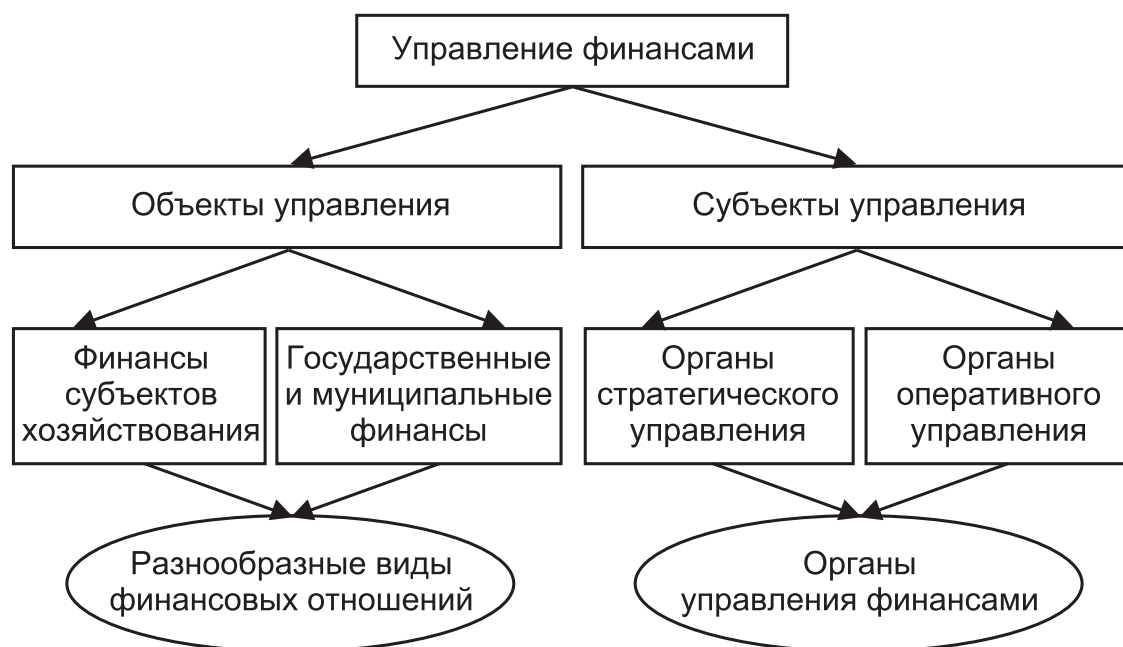 Управление финансами
Объекты управления
Субъекты управления
Финансы
субъектов
хозяйствования
Государственные
и муниципальные
финансы
Органы
стратегического
управления
Органы
оперативного
управления
Разнообразные виды
финансовых отношений
Органы
управления финансами